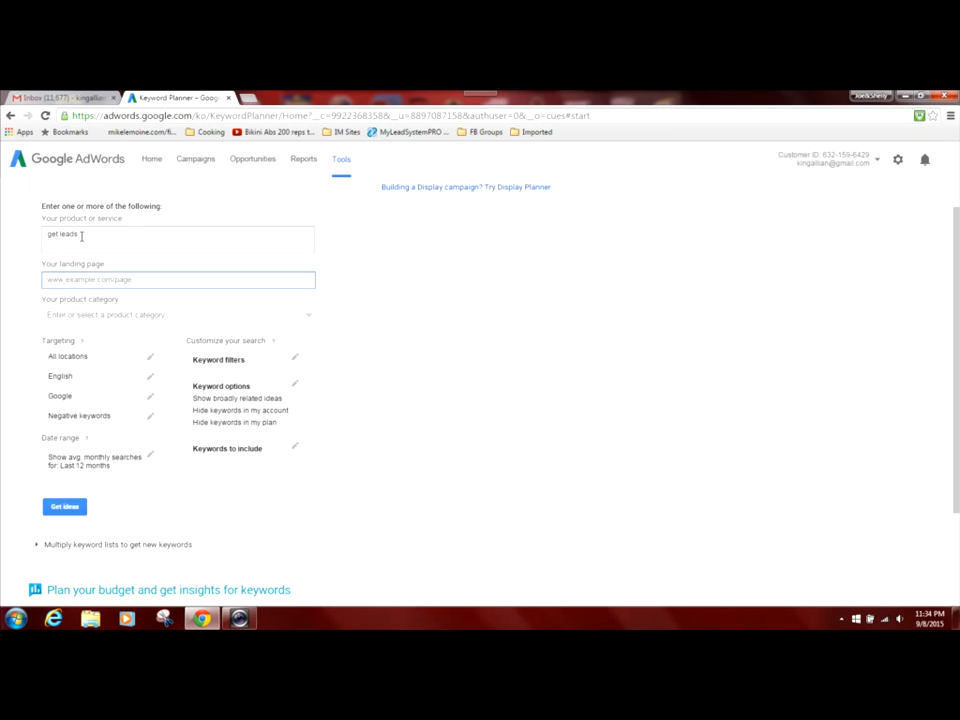 Inbox (11,677) - kingallian
Keyword Planner – Goog
Joe&Shelly
https://adwords.google.com/ko/KeywordPlanner/Home?__c=9922368358&__u=8897087158&authuser=0&__o=cues#start
Apps
Bookmarks
mikelemoine.com/fi...
Cooking
Bikini Abs 200 reps t...
IM Sites
MyLeadSystemPRO ...
FB Groups
Imported
Google AdWords
Home
Campaigns
Opportunities
Reports
Tools
Customer ID: 632-159-6429
kingallian@gmail.com
Building a Display campaign? Try Display Planner
Enter one or more of the following:
Your product or service
get leads
Your landing page
www.example.com/page
Your product category
Enter or select a product category
Targeting ?
All locations
English
Google
Negative keywords
Date range ?
Show avg. monthly searches
for: Last 12 months
Customize your search ?
Keyword filters
Keyword options
Show broadly related ideas
Hide keywords in my account
Hide keywords in my plan
Keywords to include
Get ideas
Multiply keyword lists to get new keywords
Plan your budget and get insights for keywords
11:34 PM
9/8/2015